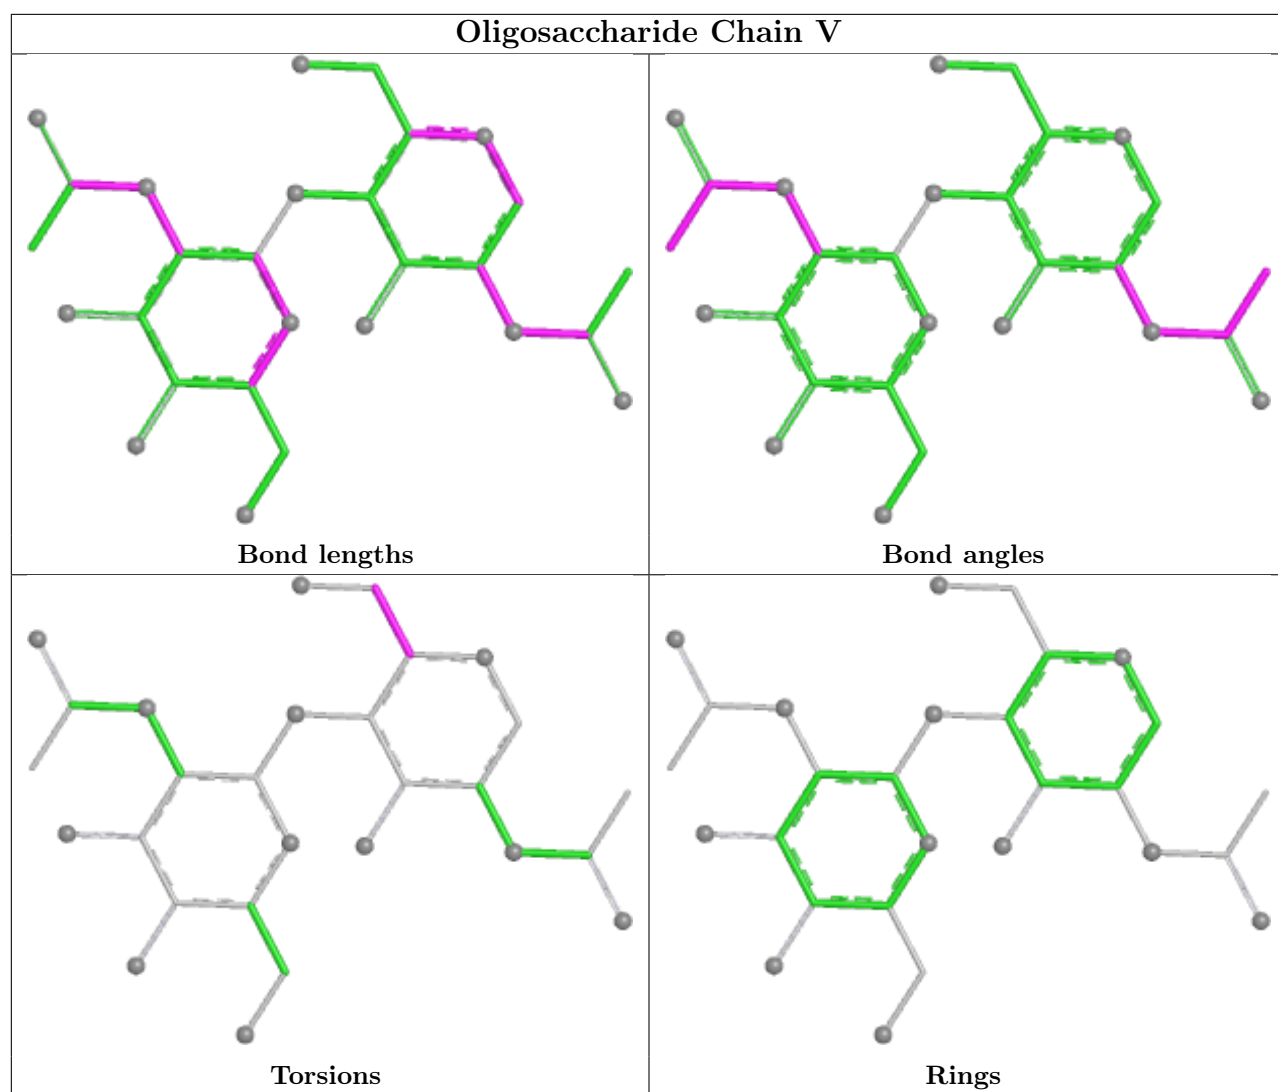 Oligosaccharide Chain V
Bond lengths
Bond angles
Torsions
Rings